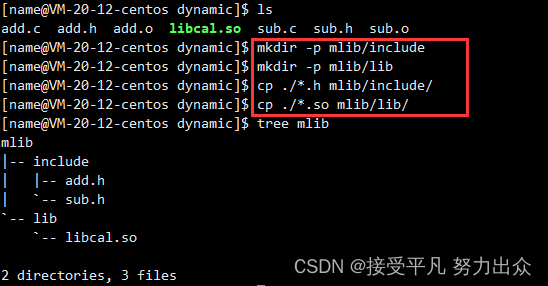 [name@VM-20-12-centos dynamic]$ ls
add.c  add.h  add.o  libcal.so  sub.c  sub.h  sub.o
[name@VM-20-12-centos dynamic]$ mkdir -p mlib/include
[name@VM-20-12-centos dynamic]$ mkdir -p mlib/lib
[name@VM-20-12-centos dynamic]$ cp ./*.h mlib/include/
[name@VM-20-12-centos dynamic]$ cp ./*.so mlib/lib/
[name@VM-20-12-centos dynamic]$ tree mlib
mlib
|-- include
|   |-- add.h
|   `-- sub.h
`-- lib
    `-- libcal.so
2 directories, 3 files
CSDN @接受平凡 努力出众